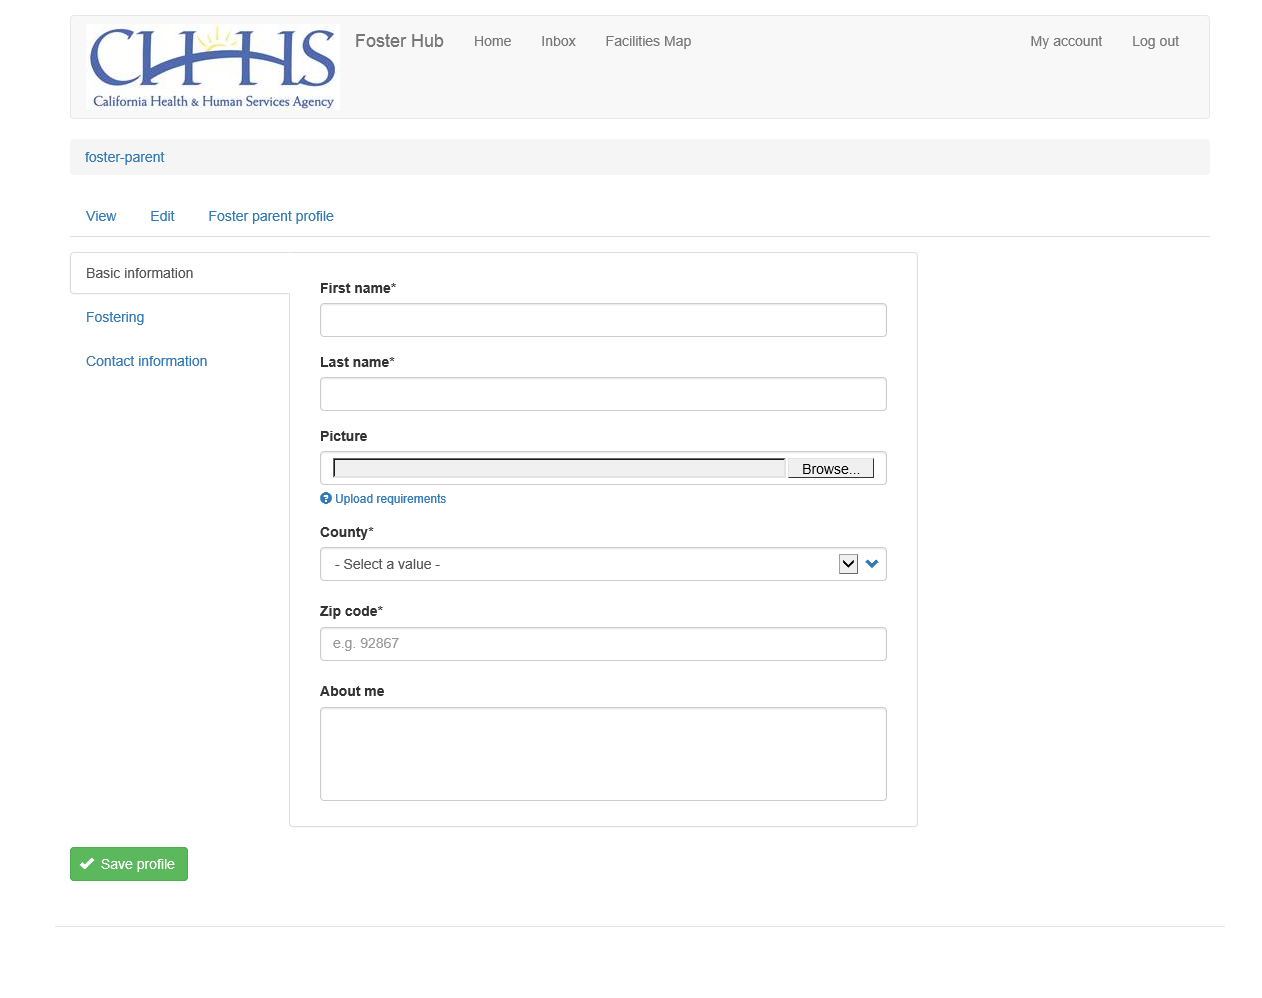 CHHS
California Health & Human Services Agency
Foster Hub Home Inbox Facilities Map My account Log out
foster-parent
View Edit Foster parent profile
Basic information
Fostering
Contact information
First name*
Last name*
Picture
Browse...
Upload requirements
County*
- Select a value -
Zip code*
e.g. 92867
About me
Save profile